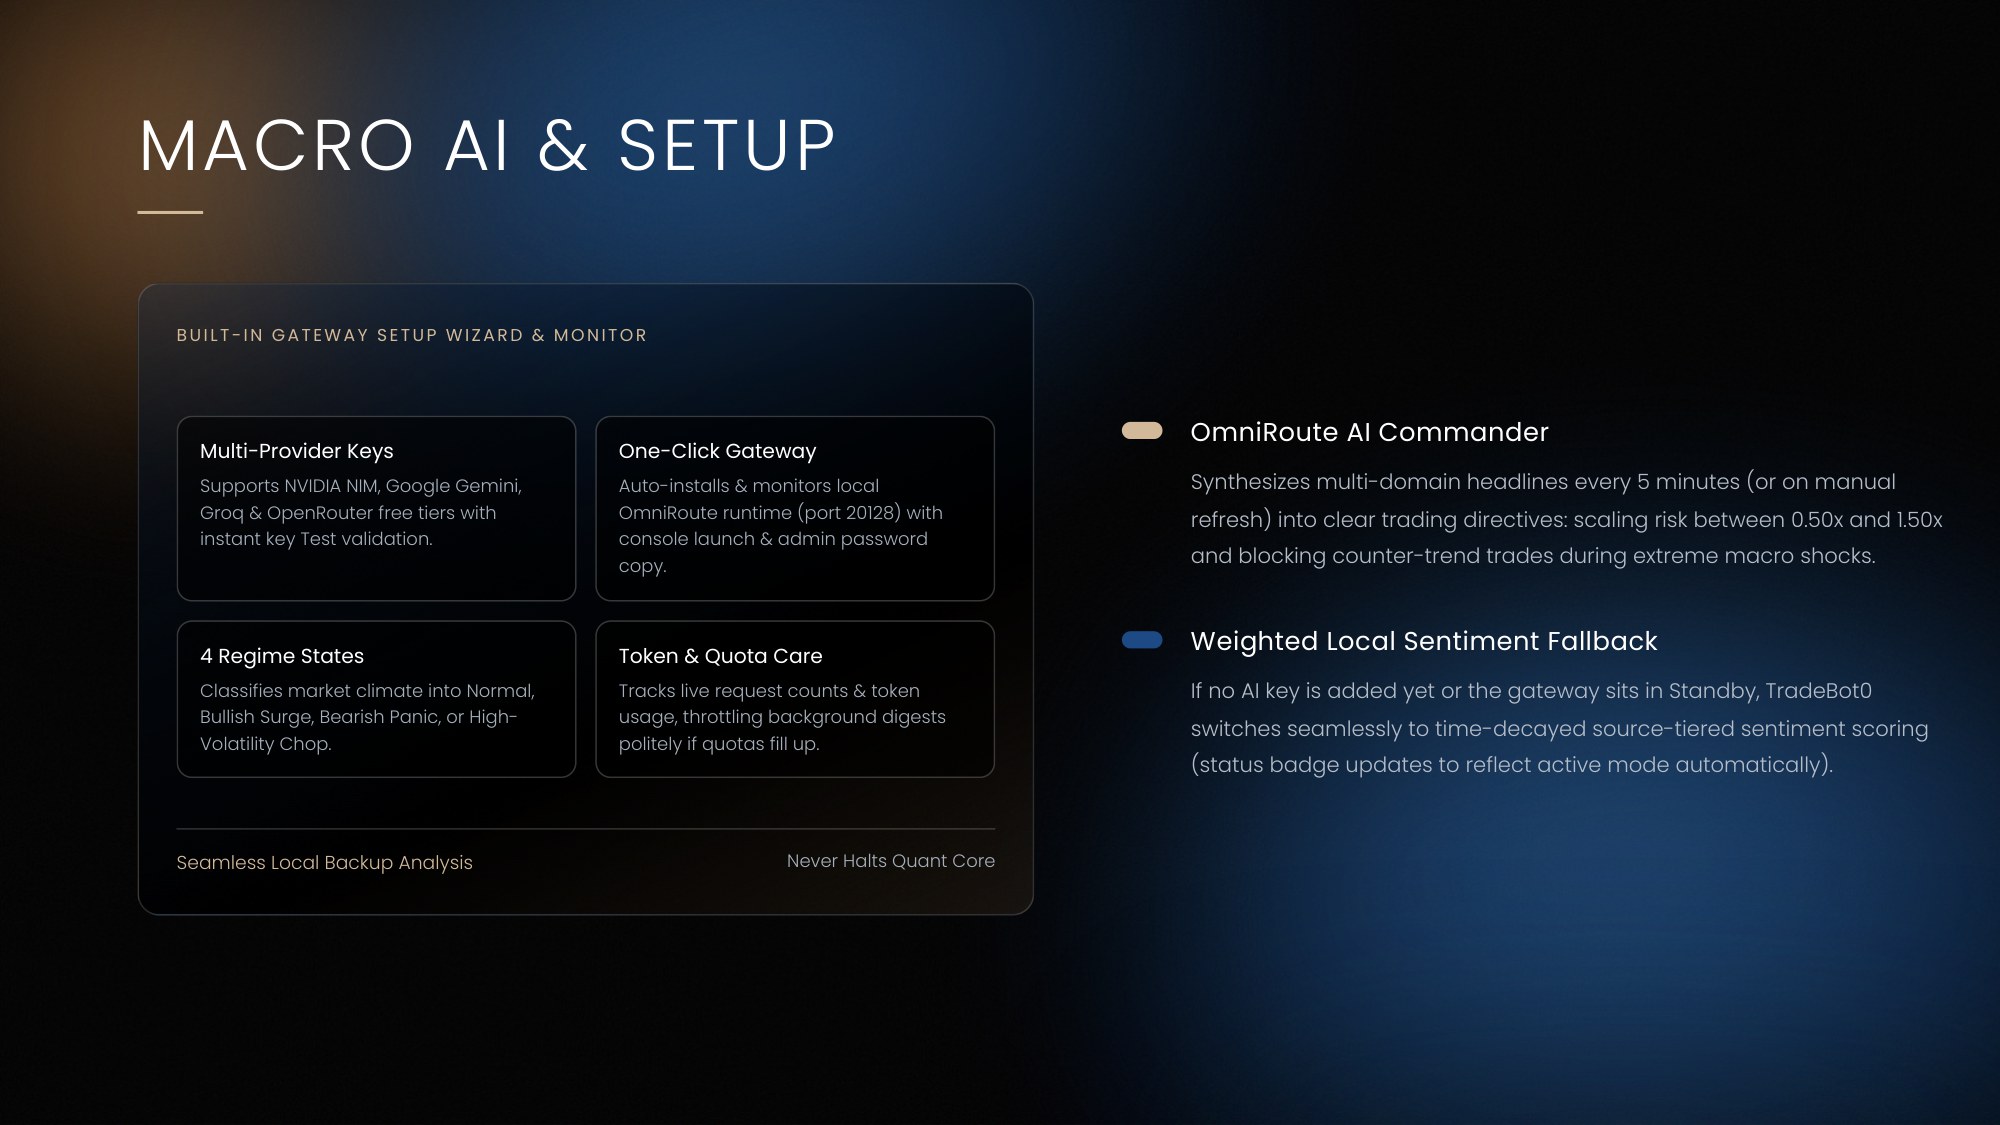 MACRO AI & SETUP
BUILT-IN GATEWAY SETUP WIZARD & MONITOR
Multi-Provider Keys
Supports NVIDIA NIM, Google Gemini,
Groq & OpenRouter free tiers with
instant key Test validation.
One-Click Gateway
Auto-installs & monitors local
OmniRoute runtime (port 20128) with
console launch & admin password
copy.
4 Regime States
Classifies market climate into Normal,
Bullish Surge, Bearish Panic, or High-
Volatility Chop.
Token & Quota Care
Tracks live request counts & token
usage, throttling background digests
politely if quotas fill up.
Seamless Local Backup Analysis
Never Halts Quant Core
OmniRoute AI Commander
Synthesizes multi-domain headlines every 5 minutes (or on manual
refresh) into clear trading directives: scaling risk between 0.50x and 1.50x
and blocking counter-trend trades during extreme macro shocks.
Weighted Local Sentiment Fallback
If no AI key is added yet or the gateway sits in Standby, TradeBot0
switches seamlessly to time-decayed source-tiered sentiment scoring
(status badge updates to reflect active mode automatically).